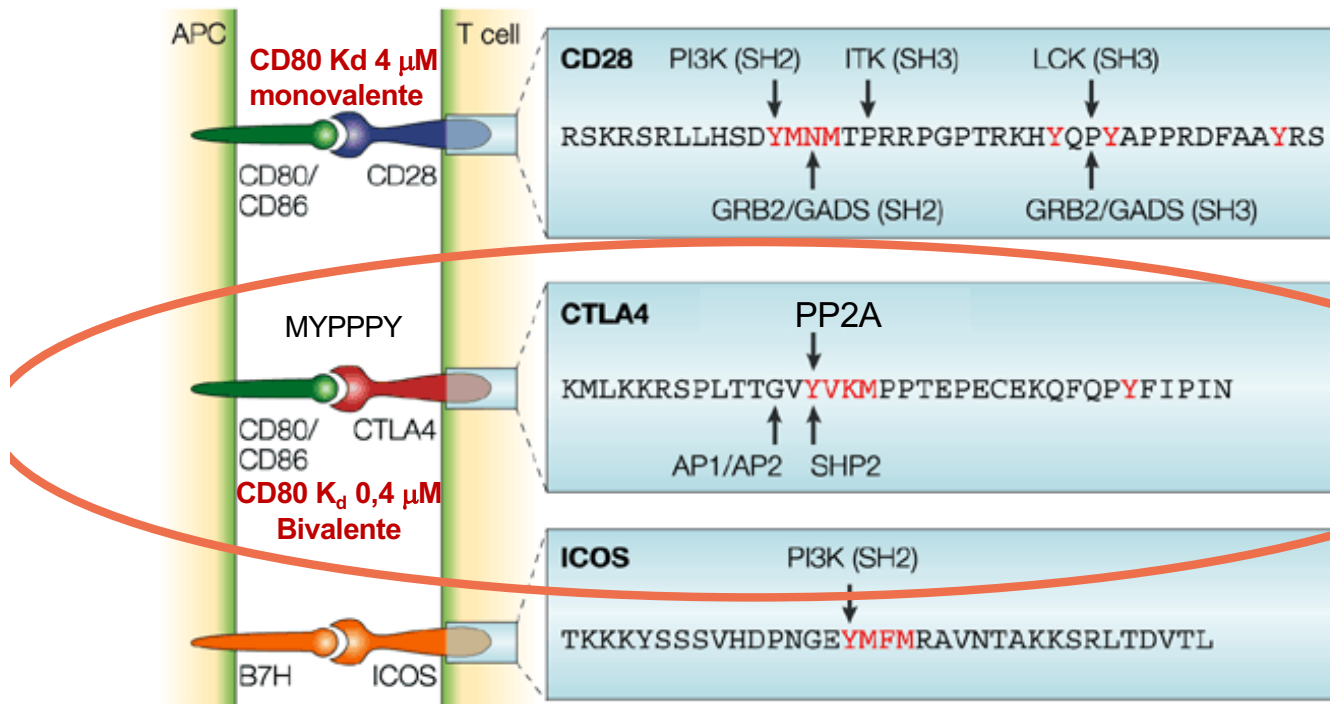 APC
T cell
CD80 Kd 4 μM
monovalente
CD80/
CD86
CD28
CD28
PI3K (SH2)
ITK (SH3)
LCK (SH3)
RSKRSRLLHSDYMNMTPRRPGPTRKHYQPYAPPRDFAAYRS
GRB2/GADS (SH2)
GRB2/GADS (SH3)
MYPPPY
CD80/
CD86
CTLA4
CD80 Kd 0,4 μM
Bivalente
CTLA4
PP2A
KMLKKRSPLTTGVYVKMPPTEPECEKQFQPYFIPIN
AP1/AP2
SHP2
B7H
ICOS
ICOS
PI3K (SH2)
TKKKYSSSVHDPNGEYMFMRAVNTAKKSRLTDVTL